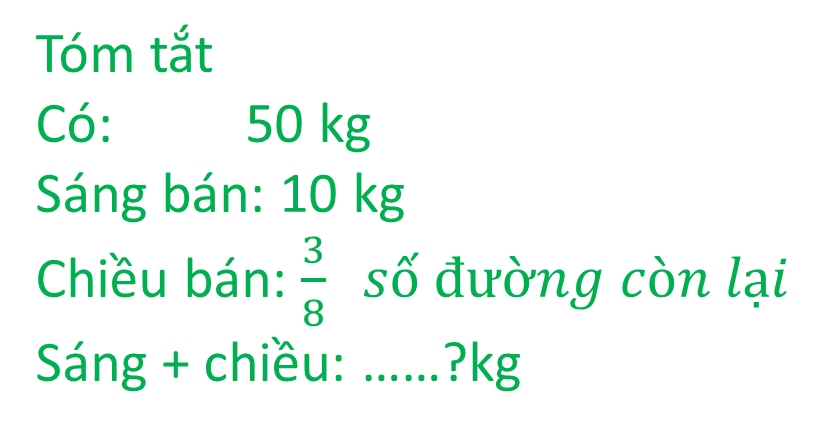 Tóm tắt
Có: 50 kg
Sáng bán: 10 kg
Chiều bán: 3/8 số đường còn lại
Sáng + chiều: ……?kg